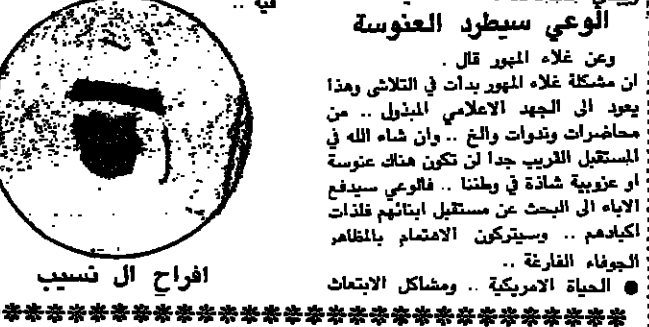 الوعي سيطرد العنوسة
وعن غلاء المهور قال .
ان مشكلة غلاء المهور بدأت في التلاشي وهذا
يعود الى الجهد الاعلامي المبذول .. من
محاضرات وندوات والخ .. وان شاء الله في
المستقبل القريب جدا لن تكون هناك عنوسة
او عزوبية شاذة في وطننا .. فالوعي سيدفع
الاباء الى البحث عن مستقبل ابنائهم فلذات
اكبادهم .. وسيتركون الاهتمام بالمظاهر
الجوفاء الفارغة ..
● الحياة الامريكية .. ومشاكل الابتعاث
فيه ..
افراح ال نسيب